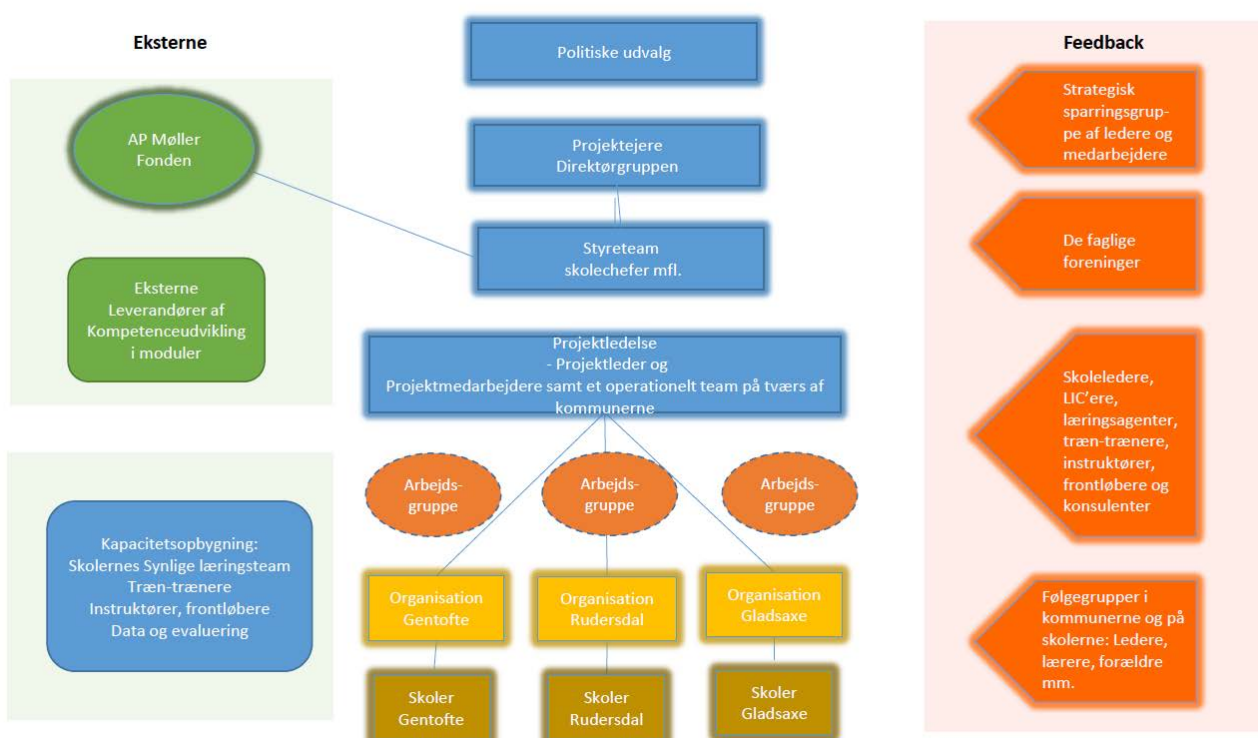 Eksterne
AP Møller
Fonden
Eksterne
Leverandører af
Kompetenceudvikling
i moduler
Kapacitetsopbygning:
Skolernes Synlige læringsteam
Træn-trænere
Instruktører, frontløbere
Data og evaluering
Politiske udvalg
Projektejere
Direktørgruppen
Styreteam
skolechefer mfl.
Projektledelse
- Projektleder og
Projektmedarbejdere samt et operationelt team på tværs af
kommunerne
Arbejds-
gruppe
Arbejds-
gruppe
Arbejds-
gruppe
Organisation
Gentofte
Organisation
Rudersdal
Organisation
Gladsaxe
Skoler
Gentofte
Skoler
Rudersdal
Skoler
Gladsaxe
Feedback
Strategisk
sparringsgrup-
pe af ledere og
medarbejdere
De faglige
foreninger
Skoleledere,
LIC’ere,
læringsagenter,
træn-trænere,
instruktører,
frontløbere og
konsulenter
Følgegrupper i
kommunerne og på
skolerne: Ledere,
lærere, forældre
mm.